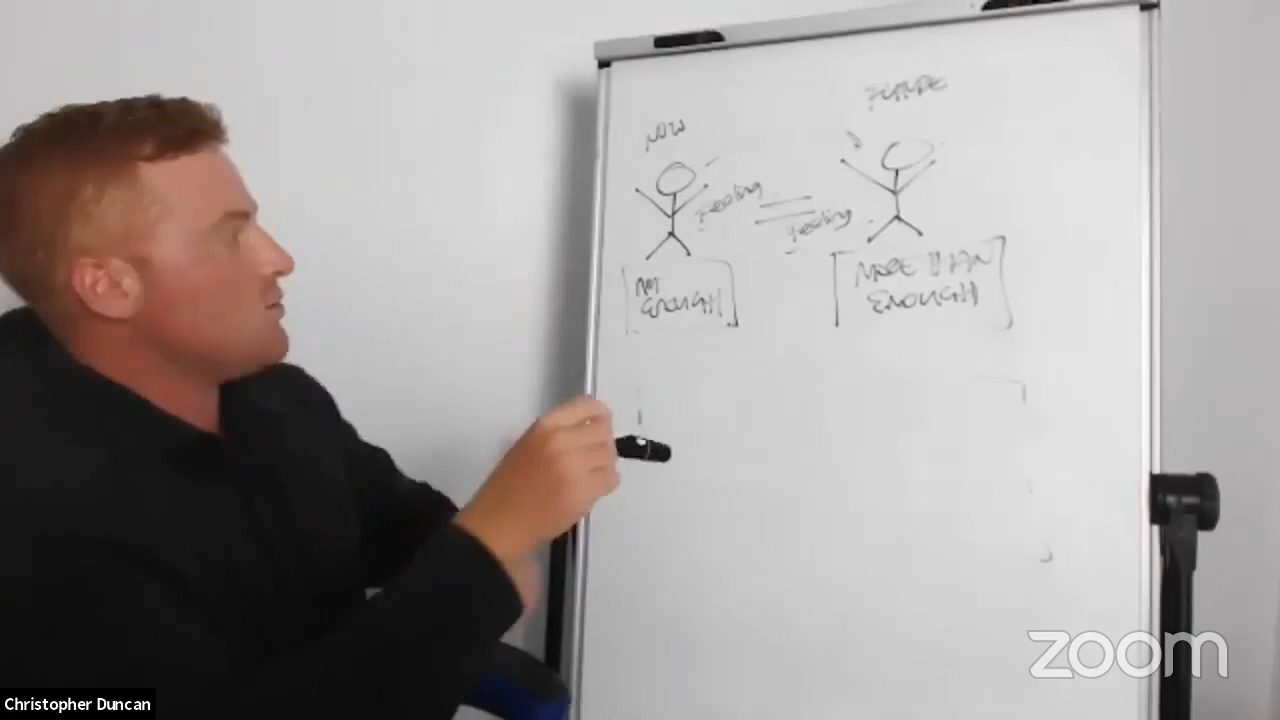 FUTURE
NOW
Feeling
Feeling
NOT
ENOUGH
MORE THAN
ENOUGH
zoom
Christopher Duncan